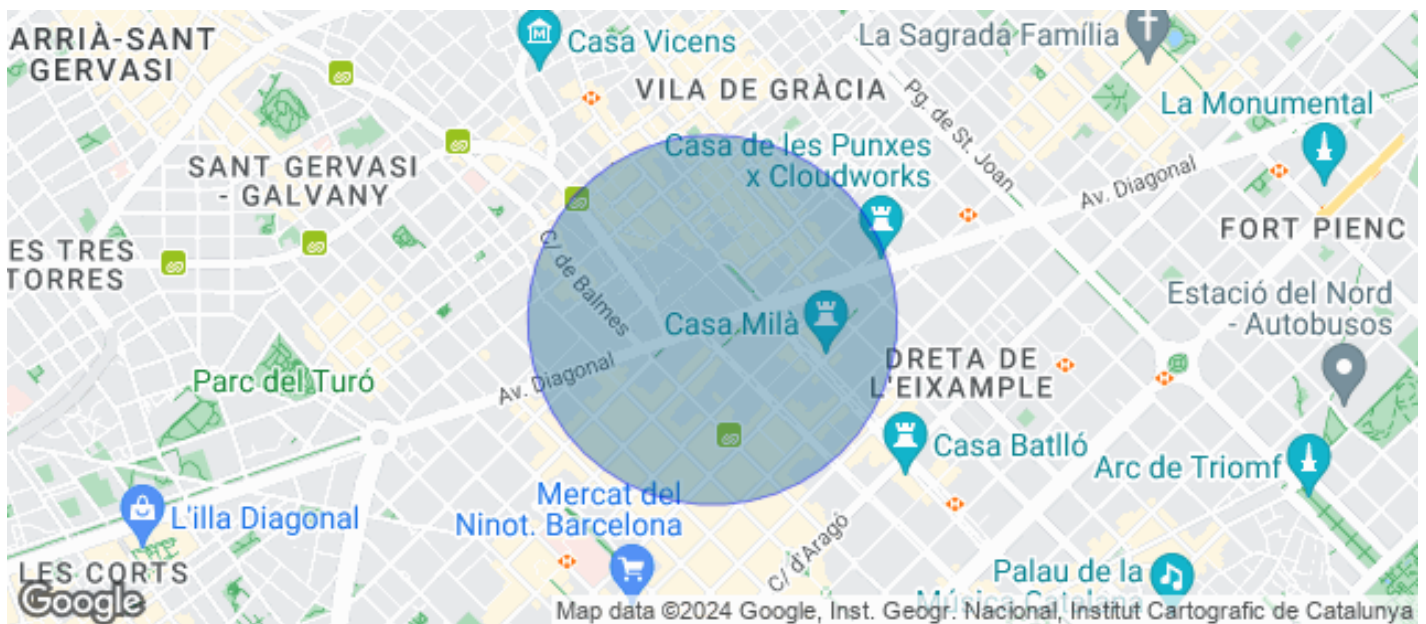 ARRIÀ-SANT
GERVASI
Casa Vicens
La Sagrada Família
VILA DE GRÀCIA
La Monumental
Pg. de St. Joan
Casa de les Punxes
x Cloudworks
SANT GERVASI
- GALVANY
Av. Diagonal
FORT PIENC
ES TRES
TORRES
C/ de Balmes
Estació del Nord
- Autobusos
Casa Milà
DRETA DE
L'EIXAMPLE
Parc del Turó
Av. Diagonal
Casa Batlló
Arc de Triomf
L'illa Diagonal
Mercat del
Ninot. Barcelona
C/ d'Aragó
LES CORTS
Palau de la
Música Catalana
Google
Map data ©2024 Google, Inst. Geogr. Nacional, Institut Cartografic de Catalunya